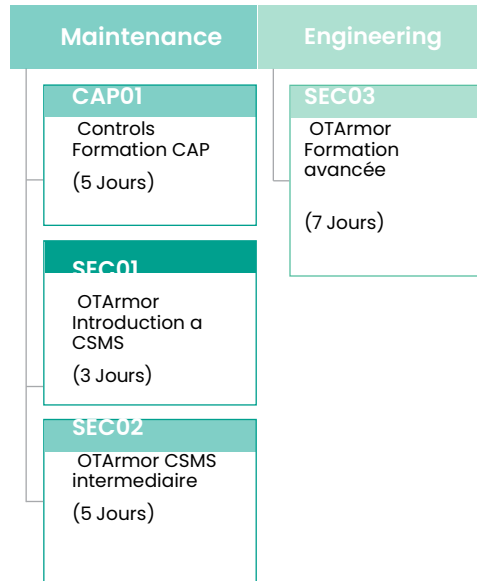 Maintenance
CAP01
Controls
Formation CAP
(5 Jours)
SEC01
OTArmor
Introduction a
CSMS
(3 Jours)
SEC02
OTArmor CSMS
intermediaire
(5 Jours)
Engineering
SEC03
OTArmor
Formation
avancée
(7 Jours)